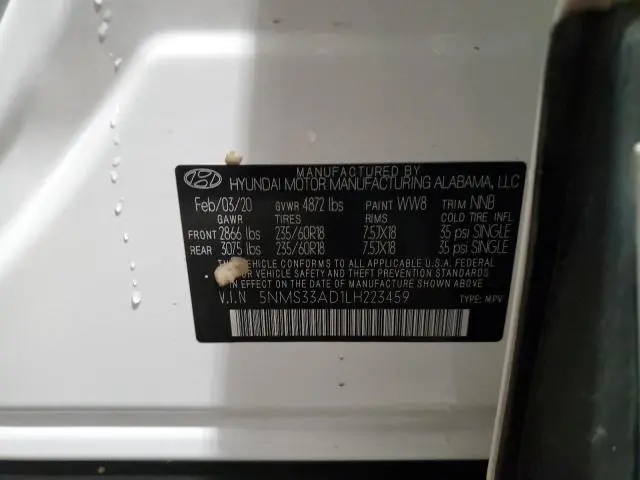 MANUFACTURED BY
HYUNDAI MOTOR MANUFACTURING ALABAMA, LLC
Feb/03/20 GVWR 4872 lbs PAINT WW8 TRIM NNB
GAWR TIRES RIMS COLD TIRE INFL
FRONT 2866 lbs 235/60R18 7.5JX18 35 psi SINGLE
REAR 3075 lbs 235/60R18 7.5JX18 35 psi SINGLE
THIS VEHICLE CONFORMS TO ALL APPLICABLE U.S.A. FEDERAL
MOTOR VEHICLE SAFETY AND THEFT PREVENTION STANDARDS
IN EFFECT ON THE DATE OF MANUFACTURE SHOWN ABOVE.
V.I.N 5NMS33AD1LH223459 TYPE: MPV